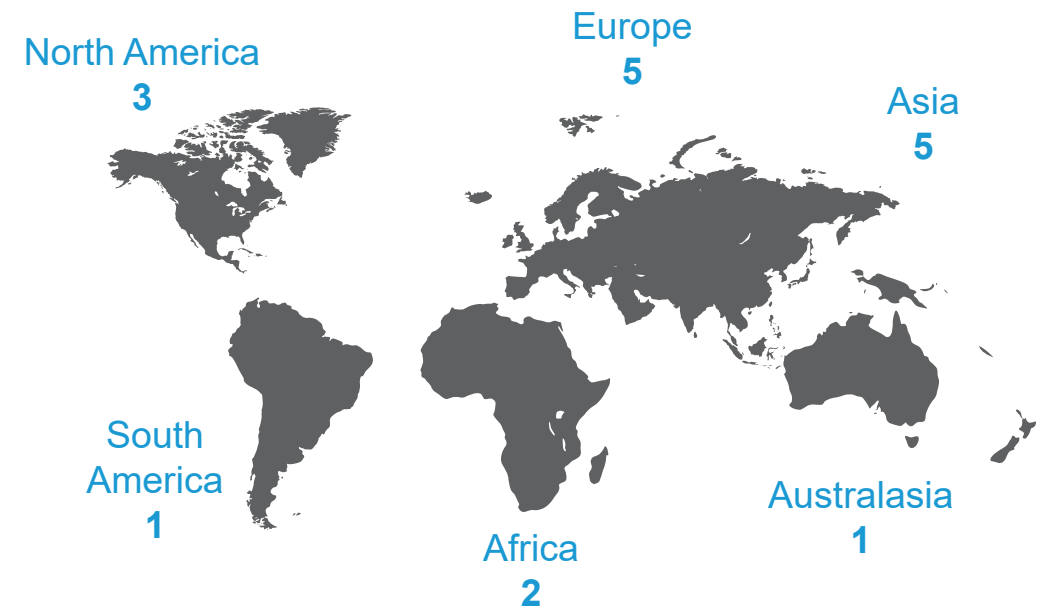 North America
3
Europe
5
Asia
5
South
America
1
Africa
2
Australasia
1